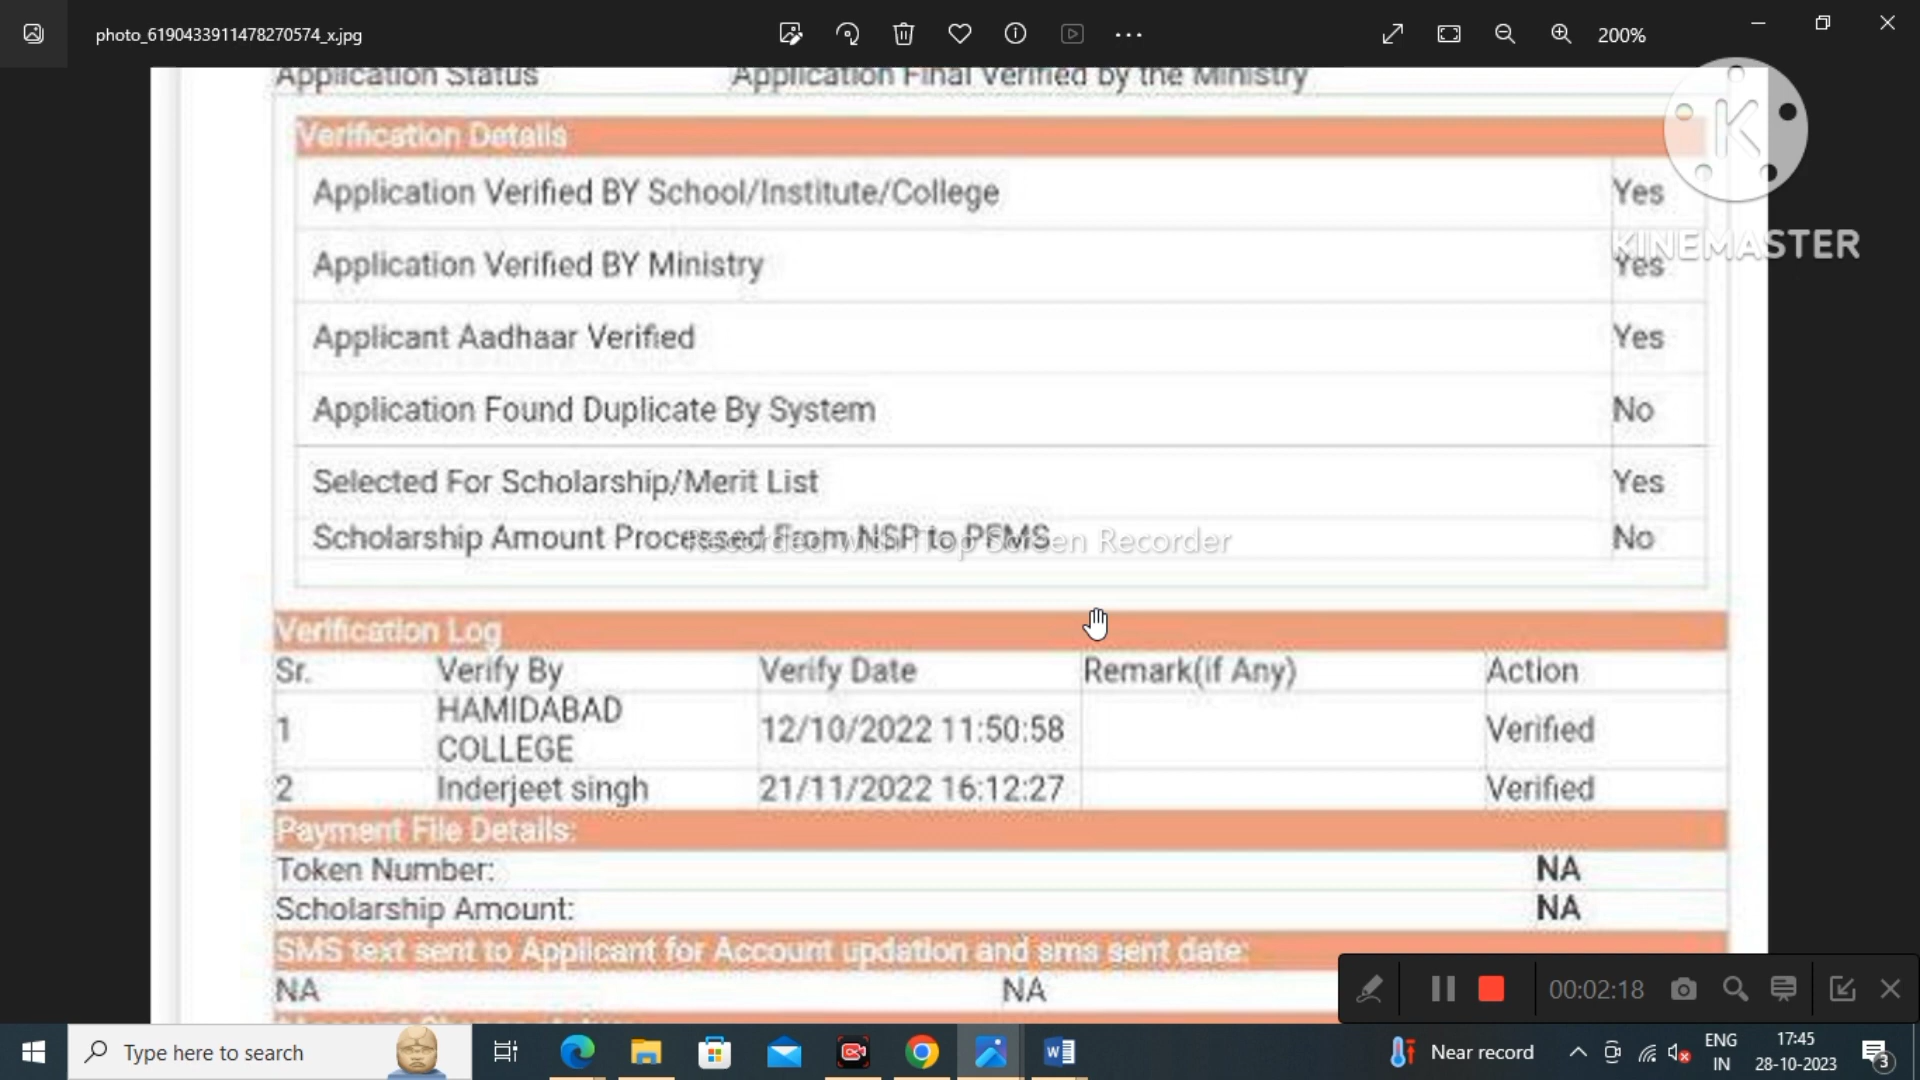 photo_6190433911478270574_x.jpg
200%
Application Status Application Final Verified by the Ministry
Verification Details
Application Verified BY School/Institute/College Yes
K
KINEMASTER
Application Verified BY Ministry Yes
Applicant Aadhaar Verified Yes
Application Found Duplicate By System No
Selected For Scholarship/Merit List Yes
Scholarship Amount Processed From NSP to PFMS No
Recorded with iTop Screen Recorder
Verification Log
Sr. Verify By Verify Date Remark(if Any) Action
1 HAMIDABAD COLLEGE 12/10/2022 11:50:58 Verified
2 Inderjeet singh 21/11/2022 16:12:27 Verified
Payment File Details:
Token Number: NA
Scholarship Amount: NA
SMS text sent to Applicant for Account updation and sms sent date:
NA NA
00:02:18
Type here to search
Near record
ENG
IN
17:45
28-10-2023
3